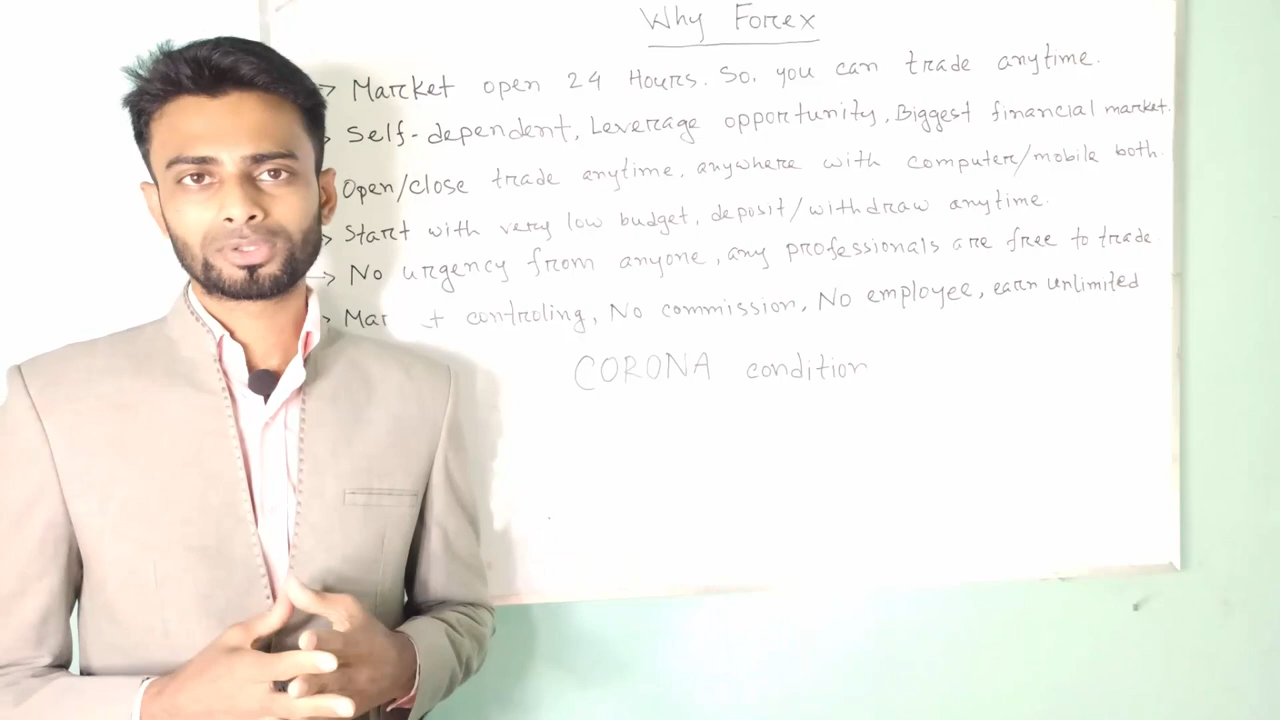 Why Forex
→ Market open 24 Hours. So, you can trade anytime.
Self-dependent, Leverage opportunity, Biggest financial market.
Open/close trade anytime, anywhere with computer/mobile both.
Start with very low budget, deposit/withdraw anytime.
→ No urgency from anyone, any professionals are free to trade.
controling, No commission, No employee, earn unlimited
CORONA condition